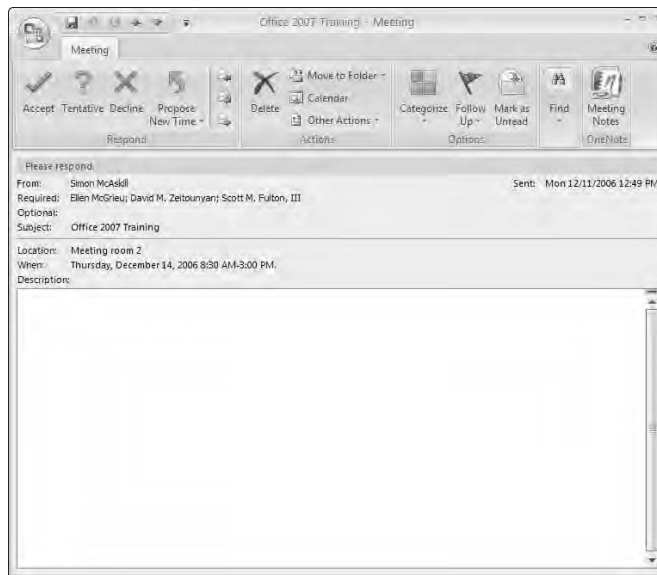 Office 2007 Training - Meeting
Meeting
Accept Tentative Decline Propose New Time
Delete
Move to Folder
Calendar
Other Actions
Categorize Follow Up Mark as Unread
Find
Meeting Notes
Respond Actions Options OneNote
Please respond.
From: Simon McAskill Sent: Mon 12/11/2006 12:49 PM
Required: Ellen McGrieu; David M. Zeitounyan; Scott M. Fulton, III
Optional:
Subject: Office 2007 Training
Location: Meeting room 2
When: Thursday, December 14, 2006 8:30 AM-3:00 PM.
Description: